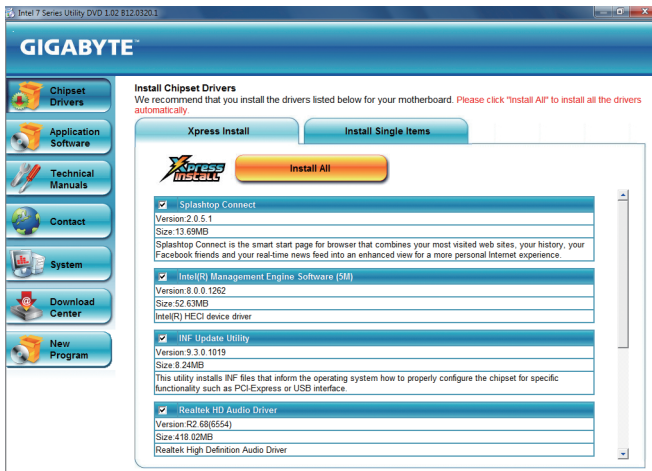 Intel 7 Series Utility DVD 1.02 B12.0320.1
GIGABYTE™
Chipset
Drivers
Application
Software
Technical
Manuals
Contact
System
Download
Center
New
Program
Install Chipset Drivers
We recommend that you install the drivers listed below for your motherboard. Please click "Install All" to install all the drivers
automatically.
Xpress Install
Install Single Items
Xpress
Install
Install All
Splashtop Connect
Version:2.0.5.1
Size:13.69MB
Splashtop Connect is the smart start page for browser that combines your most visited web sites, your history, your
Facebook friends and your real-time news feed into an enhanced view for a more personal Internet experience.
Intel(R) Management Engine Software (5M)
Version:8.0.0.1262
Size:52.63MB
Intel(R) HECI device driver
INF Update Utility
Version:9.3.0.1019
Size:8.24MB
This utility installs INF files that inform the operating system how to properly configure the chipset for specific
functionality such as PCI-Express or USB interface.
Realtek HD Audio Driver
Version:R2.68(6554)
Size:418.02MB
Realtek High Definition Audio Driver